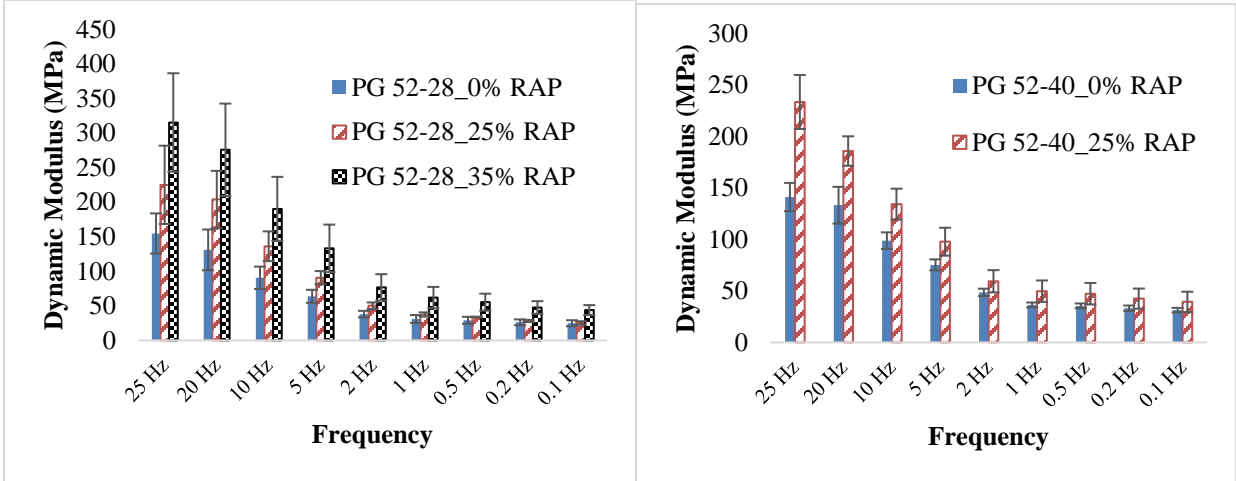 Dynamic Modulus (MPa)
450
400
350
300
250
200
150
100
50
0
PG 52-28_0% RAP
PG 52-28_25% RAP
PG 52-28_35% RAP
25 Hz
20 Hz
10 Hz
5 Hz
2 Hz
1 Hz
0.5 Hz
0.2 Hz
0.1 Hz
Frequency
Dynamic Modulus (MPa)
300
250
200
150
100
50
0
PG 52-40_0% RAP
PG 52-40_25% RAP
25 Hz
20 Hz
10 Hz
5 Hz
2 Hz
1 Hz
0.5 Hz
0.2 Hz
0.1 Hz
Frequency